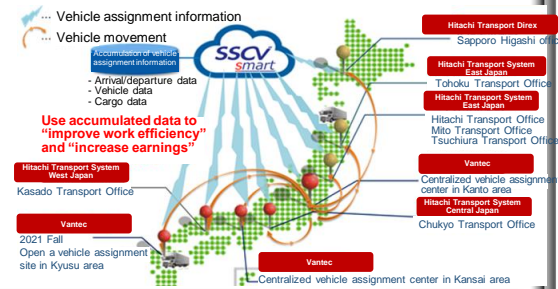 ... Vehicle assignment information
... Vehicle movement
Accumulation of vehicle
assignment information
- Arrival/departure data
- Vehicle data
- Cargo data
SSCV
smart
Use accumulated data to
“improve work efficiency”
and “increase earnings”
Hitachi Transport Direx
Sapporo Higashi offic
Hitachi Transport System
East Japan
Tohoku Transport Office
Hitachi Transport System
East Japan
Hitachi Transport Office
Mito Transport Office
Tsuchiura Transport Office
Vantec
Centralized vehicle assignment
center in Kanto area
Hitachi Transport System
Central Japan
Chukyo Transport Office
Hitachi Transport System
West Japan
Kasado Transport Office
Vantec
2021 Fall
Open a vehicle assignment
site in Kyusu area
Vantec
Centralized vehicle assignment center in Kansai area